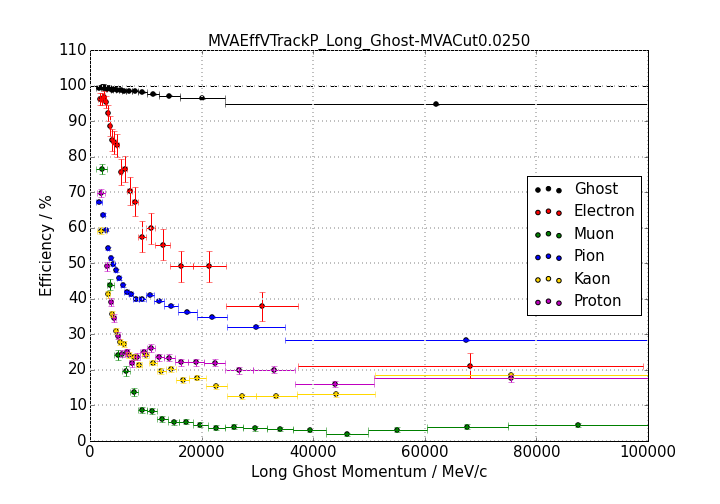 MVAEffVTrackP_Long_Ghost-MVACut0.0250
110
100
90
80
70
60
50
40
30
20
10
0
Efficiency / %
Ghost
Electron
Muon
Pion
Kaon
Proton
0 20000 40000 60000 80000 100000
Long Ghost Momentum / MeV/c